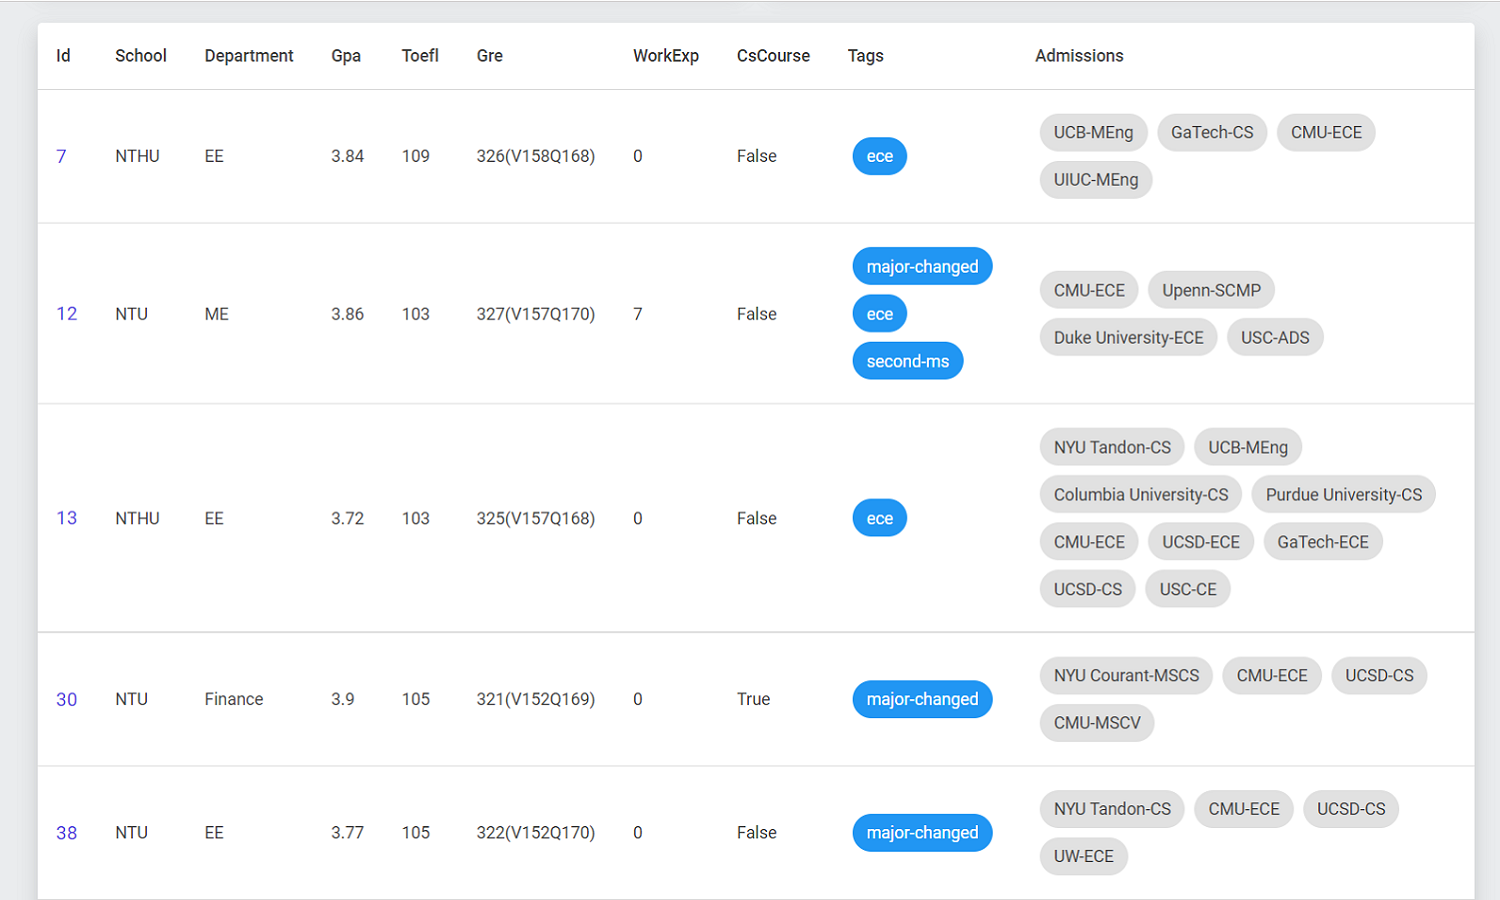 Id School Department Gpa Toefl Gre WorkExp CsCourse Tags Admissions
UCB-MEng GaTech-CS CMU-ECE
7 NTHU EE 3.84 109 326(V158Q168) 0 False ece
UIUC-MEng
major-changed
CMU-ECE Upenn-SCMP
12 NTU ME 3.86 103 327(V157Q170) 7 False ece
Duke University-ECE USC-ADS
second-ms
NYU Tandon-CS UCB-MEng
Columbia University-CS Purdue University-CS
13 NTHU EE 3.72 103 325(V157Q168) 0 False ece
CMU-ECE UCSD-ECE GaTech-ECE
UCSD-CS USC-CE
NYU Courant-MSCS CMU-ECE UCSD-CS
30 NTU Finance 3.9 105 321(V152Q169) 0 True major-changed
CMU-MSCV
NYU Tandon-CS CMU-ECE UCSD-CS
38 NTU EE 3.77 105 322(V152Q170) 0 False major-changed
UW-ECE